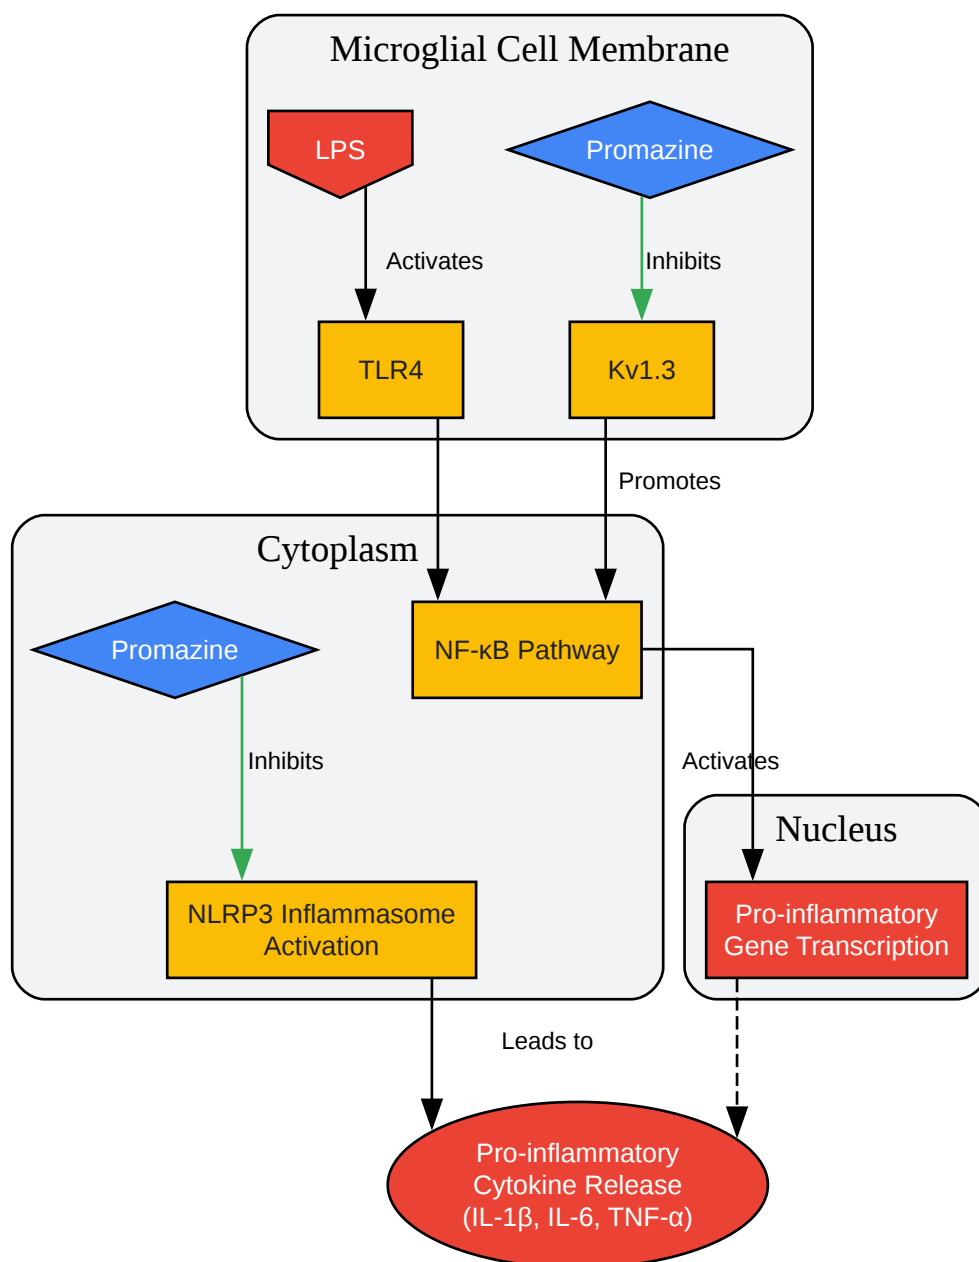 Microglial Cell Membrane
LPS
Promazine
Activates
Inhibits
TLR4
Kv1.3
Promotes
Cytoplasm
Promazine
NF-κB Pathway
Inhibits
Activates
Nucleus
NLRP3 Inflammasome
Activation
Pro-inflammatory
Gene Transcription
Leads to
Pro-inflammatory
Cytokine Release
(IL-1β, IL-6, TNF-α)